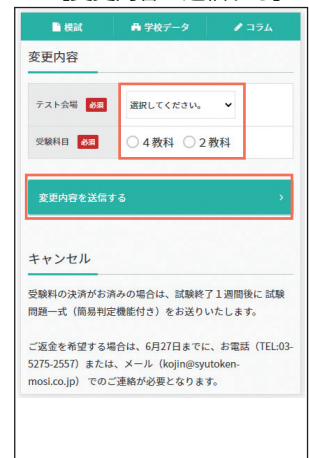 模試 学校データ コラム
変更内容
テスト会場 必須 選択してください。
受験科目 必須 4教科 2教科
変更内容を送信する
キャンセル
受験料の決済がお済みの場合は、試験終了1週間後に 試験
問題一式（簡易判定機能付き）をお送りいたします。
ご返金を希望する場合は、6月27日までに、お電話（TEL:03-
5275-2557）または、メール（kojin@syutoken-
mosi.co.jp） でのご連絡が必要となります。